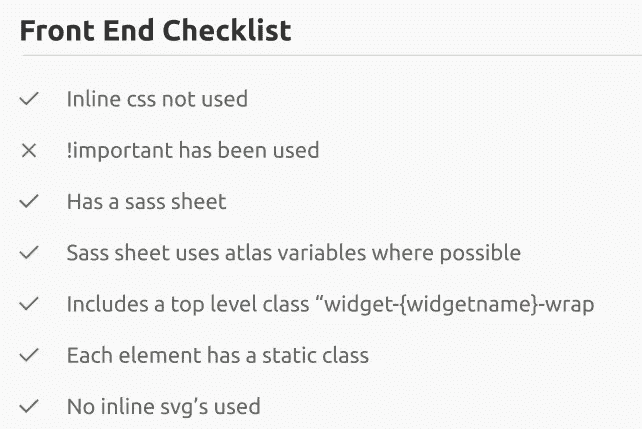 Front End Checklist
✓ Inline css not used
✕ !important has been used
✓ Has a sass sheet
✓ Sass sheet uses atlas variables where possible
✓ Includes a top level class “widget-{widgetname}-wrap
✓ Each element has a static class
✓ No inline svg’s used